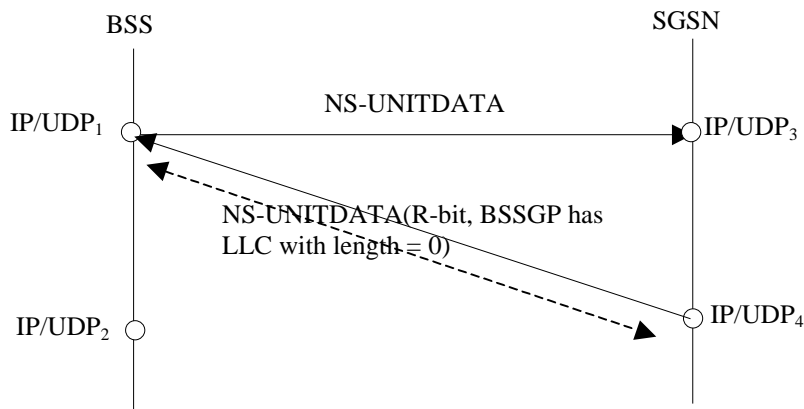 BSS
SGSN
NS-UNITDATA
IP/UDP1
IP/UDP3
NS-UNITDATA(R-bit, BSSGP has
LLC with length = 0)
IP/UDP2
IP/UDP4